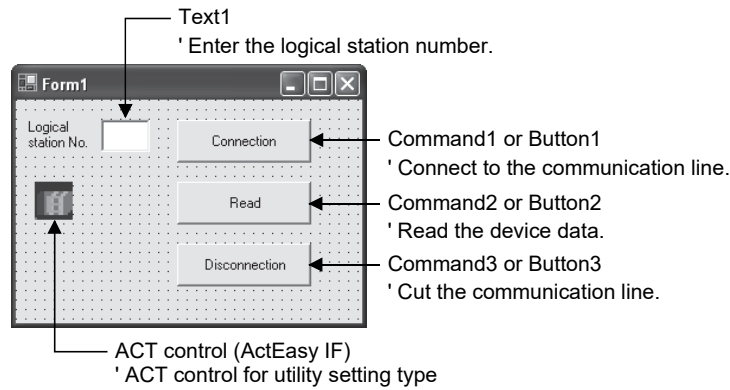 Text1
' Enter the logical station number.
Form1
Logical
station No.
Connection
Command1 or Button1
' Connect to the communication line.
Read
Command2 or Button2
' Read the device data.
Disconnection
Command3 or Button3
' Cut the communication line.
ACT control (ActEasy IF)
' ACT control for utility setting type